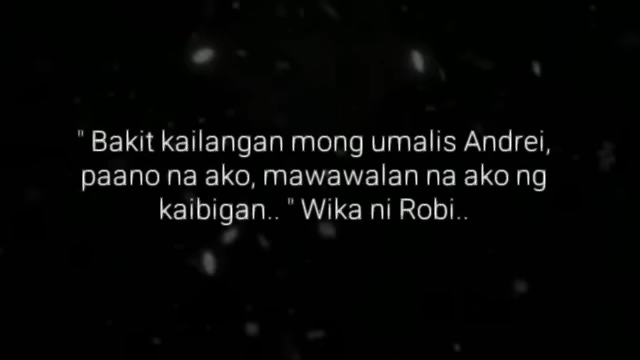 " Bakit kailangan mong umalis Andrei,
paano na ako, mawawalan na ako ng
kaibigan.. " Wika ni Robi..